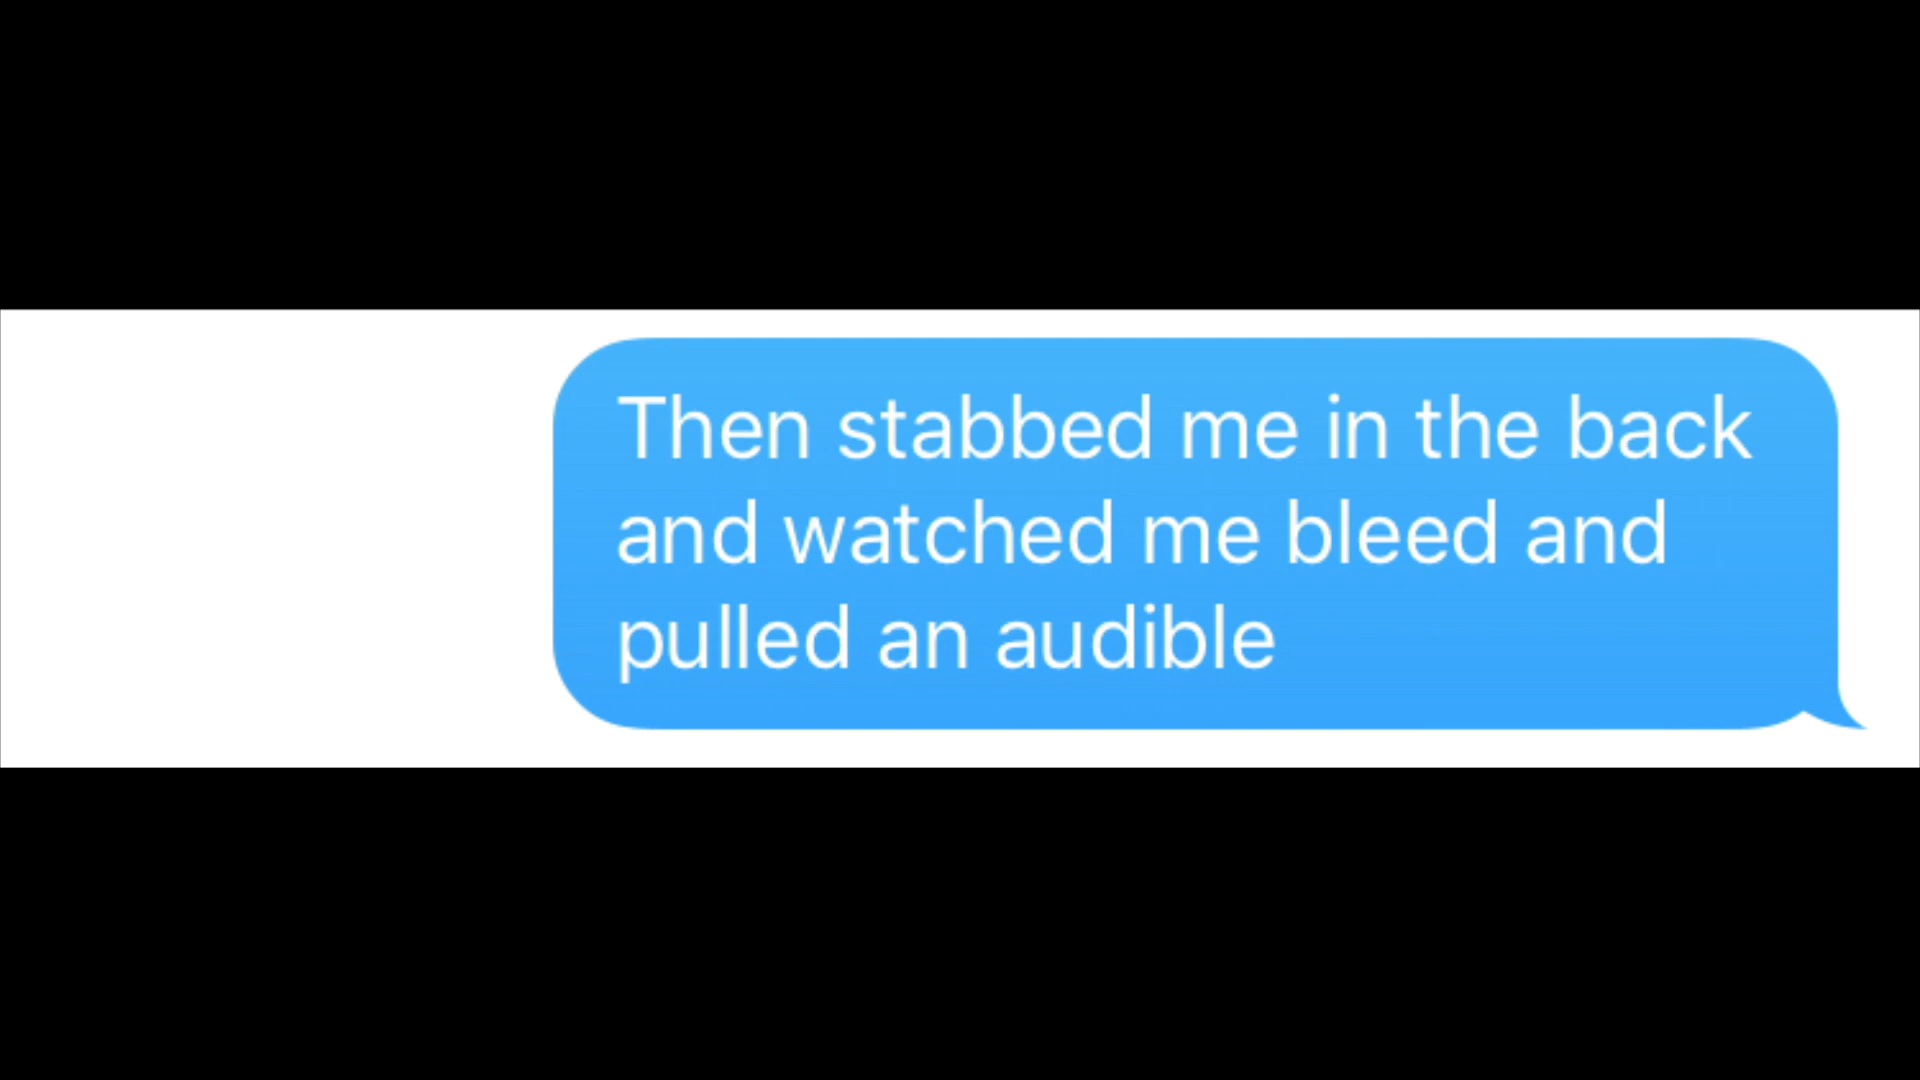 Then stabbed me in the back
and watched me bleed and
pulled an audible